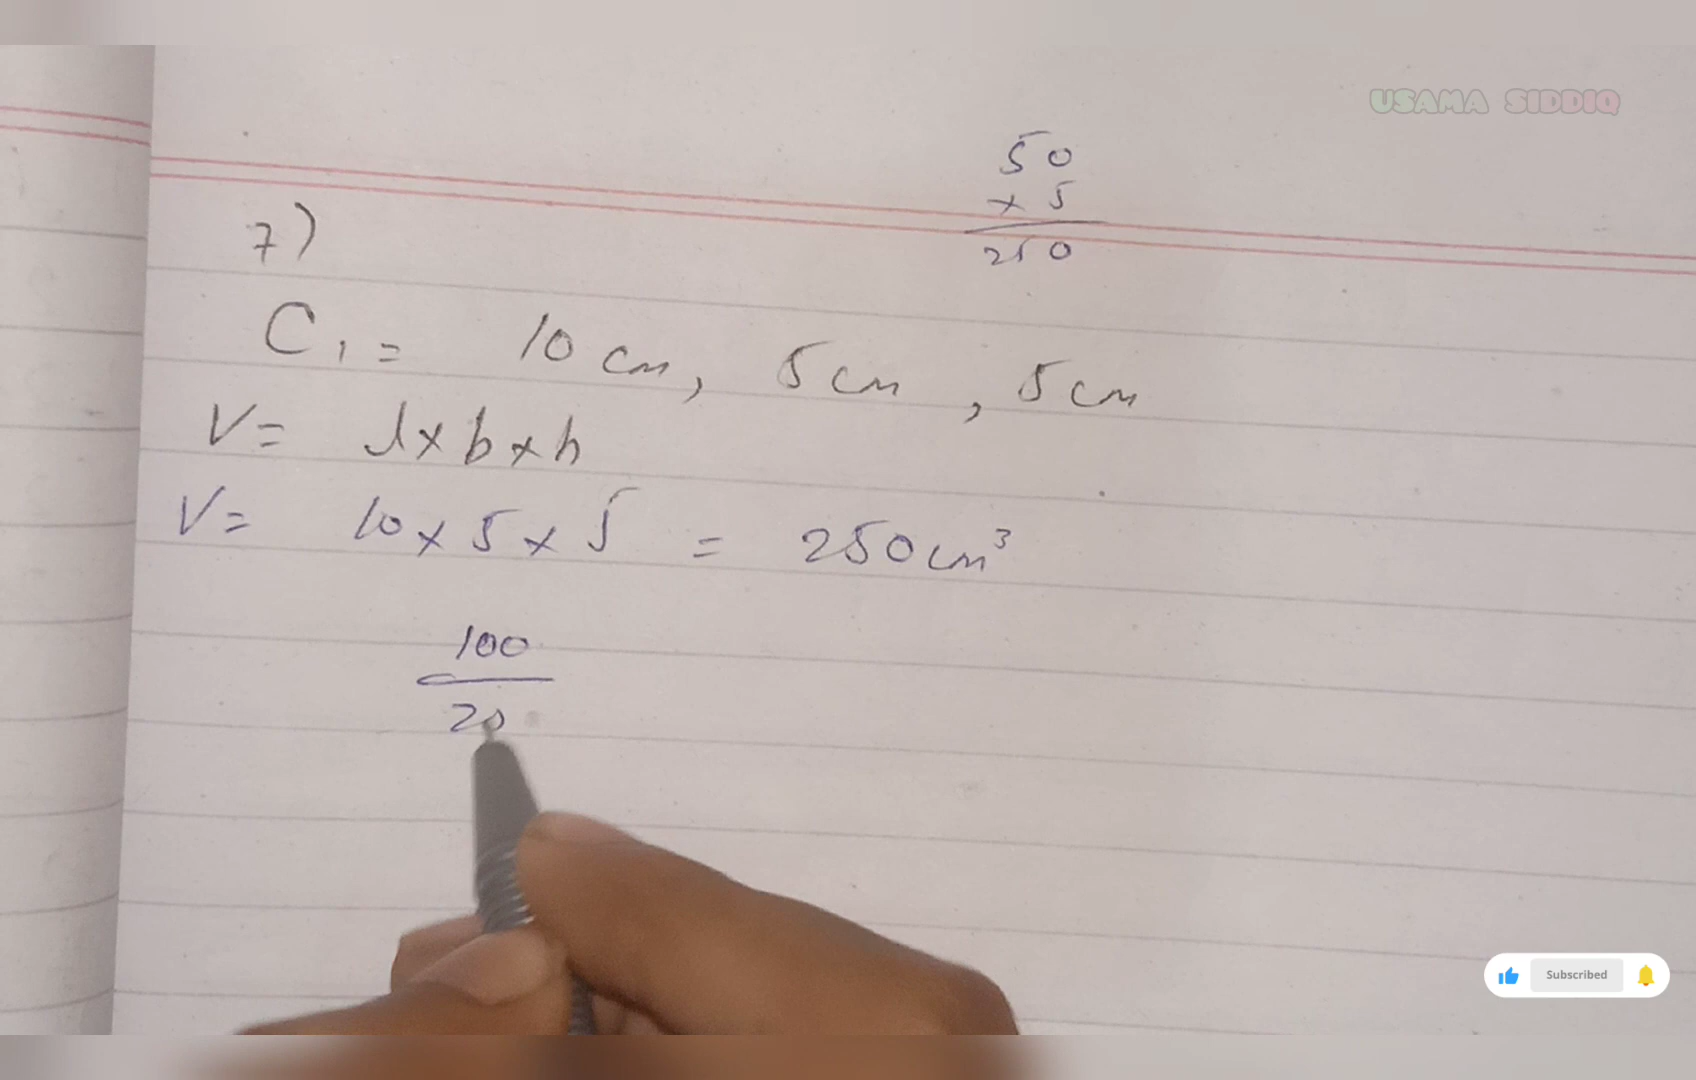 USAMA SIDDIQ
50
× 5
250
7)
C₁ = 10 cm, 5 cm, 5 cm
V = l × b × h
V = 10 × 5 × 5 = 250 cm³
100
20
Subscribed